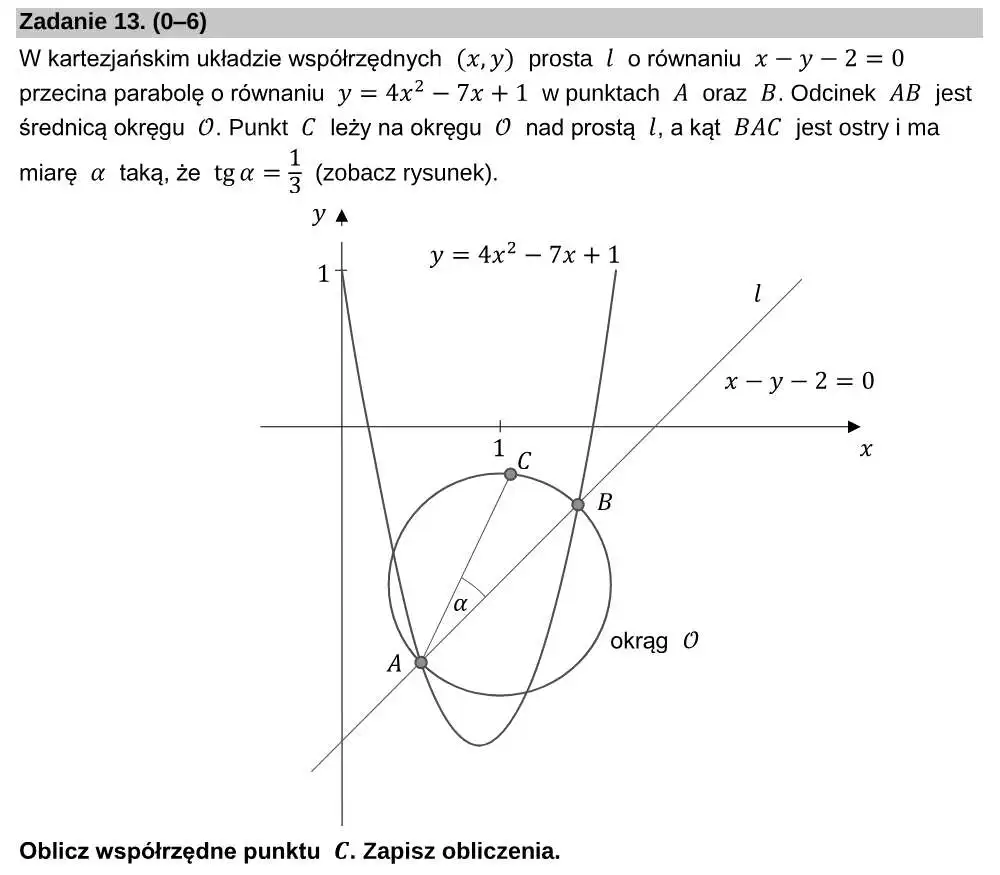 Zadanie 13. (0–6)
W kartezjańskim układzie współrzędnych (x, y) prosta l o równaniu x − y − 2 = 0
przecina parabolę o równaniu y = 4x² − 7x + 1 w punktach A oraz B. Odcinek AB jest
średnicą okręgu 𝒪. Punkt C leży na okręgu 𝒪 nad prostą l, a kąt BAC jest ostry i ma
miarę α taką, że tg α = 1/3 (zobacz rysunek).
y
y = 4x² − 7x + 1
1
l
x − y − 2 = 0
1
x
C
B
α
okrąg 𝒪
A
Oblicz współrzędne punktu C. Zapisz obliczenia.